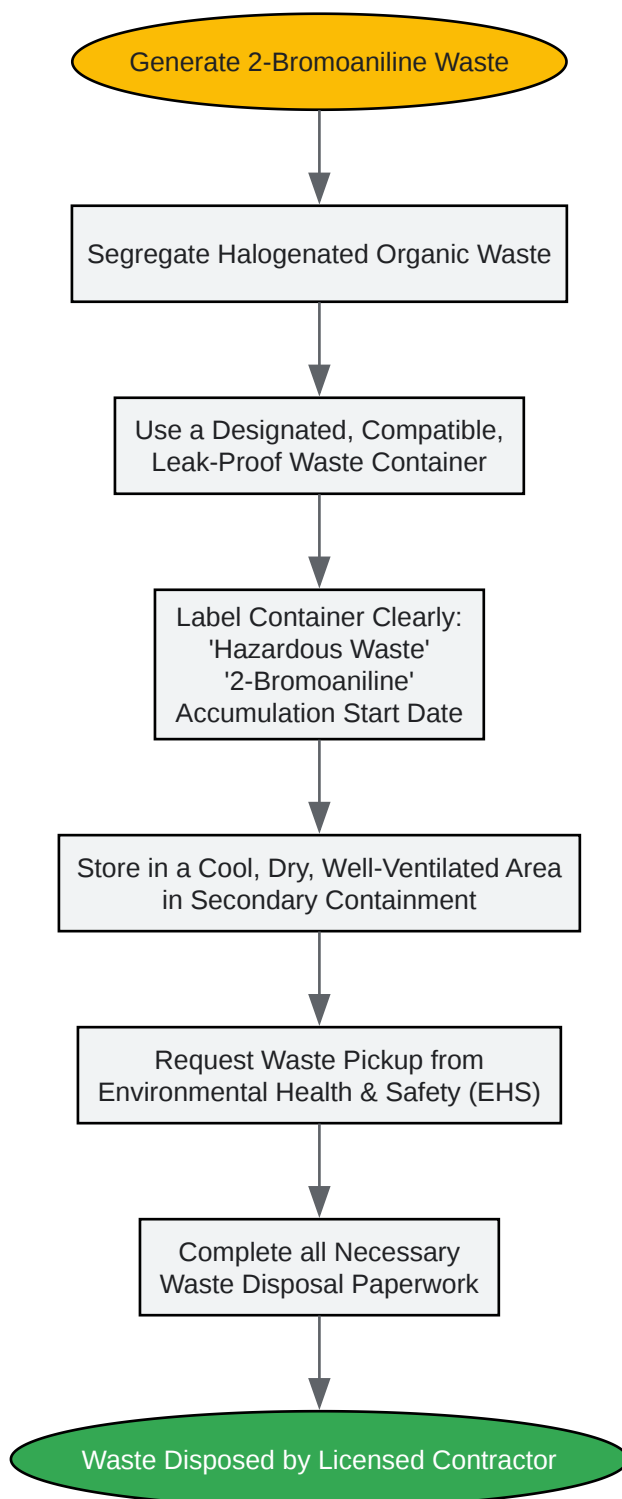 Generate 2-Bromoaniline Waste
Segregate Halogenated Organic Waste
Use a Designated, Compatible,
Leak-Proof Waste Container
Label Container Clearly:
'Hazardous Waste'
'2-Bromoaniline'
Accumulation Start Date
Store in a Cool, Dry, Well-Ventilated Area
in Secondary Containment
Request Waste Pickup from
Environmental Health & Safety (EHS)
Complete all Necessary
Waste Disposal Paperwork
Waste Disposed by Licensed Contractor